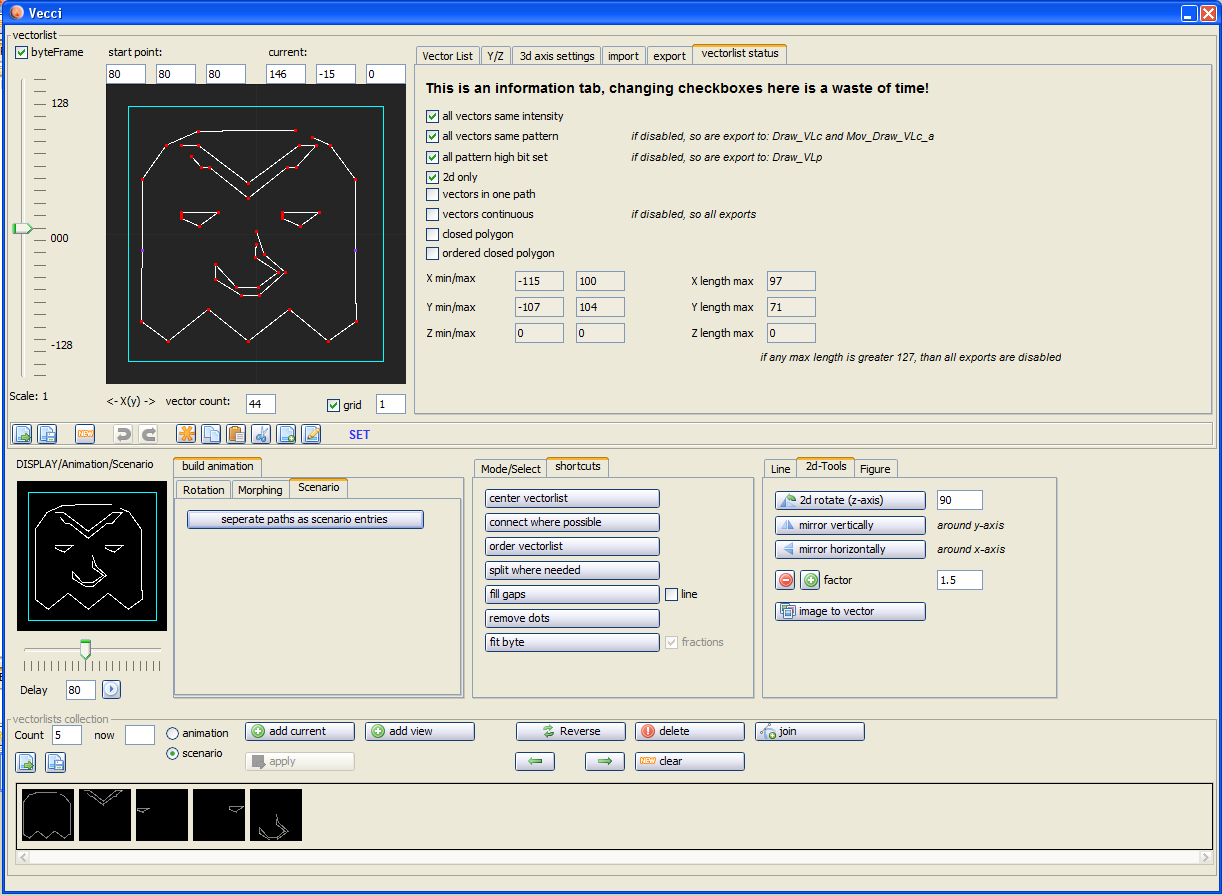 Vecci
vectorlist
byteFrame
start point:
current:
80 80 80 146 -15 0
128
000
-128
Scale: 1
<- X(y) ->
vector count:
44
grid
1
Vector List
Y/Z
3d axis settings
import
export
vectorlist status
This is an information tab, changing checkboxes here is a waste of time!
all vectors same intensity
all vectors same pattern
if disabled, so are export to: Draw_VLc and Mov_Draw_VLc_a
all pattern high bit set
if disabled, so are export to: Draw_VLp
2d only
vectors in one path
vectors continuous
if disabled, so all exports
closed polygon
ordered closed polygon
X min/max -115 100 X length max 97
Y min/max -107 104 Y length max 71
Z min/max 0 0 Z length max 0
if any max length is greater 127, than all exports are disabled
NEW
SET
DISPLAY/Animation/Scenario
Delay
80
build animation
Rotation
Morphing
Scenario
seperate paths as scenario entries
Mode/Select
shortcuts
center vectorlist
connect where possible
order vectorlist
split where needed
fill gaps
line
remove dots
fit byte
fractions
Line
2d-Tools
Figure
2d rotate (z-axis)
90
mirror vertically
around y-axis
mirror horizontally
around x-axis
factor
1.5
image to vector
vectorlists collection
Count
5
now
animation
scenario
add current
add view
apply
Reverse
delete
join
NEW
clear